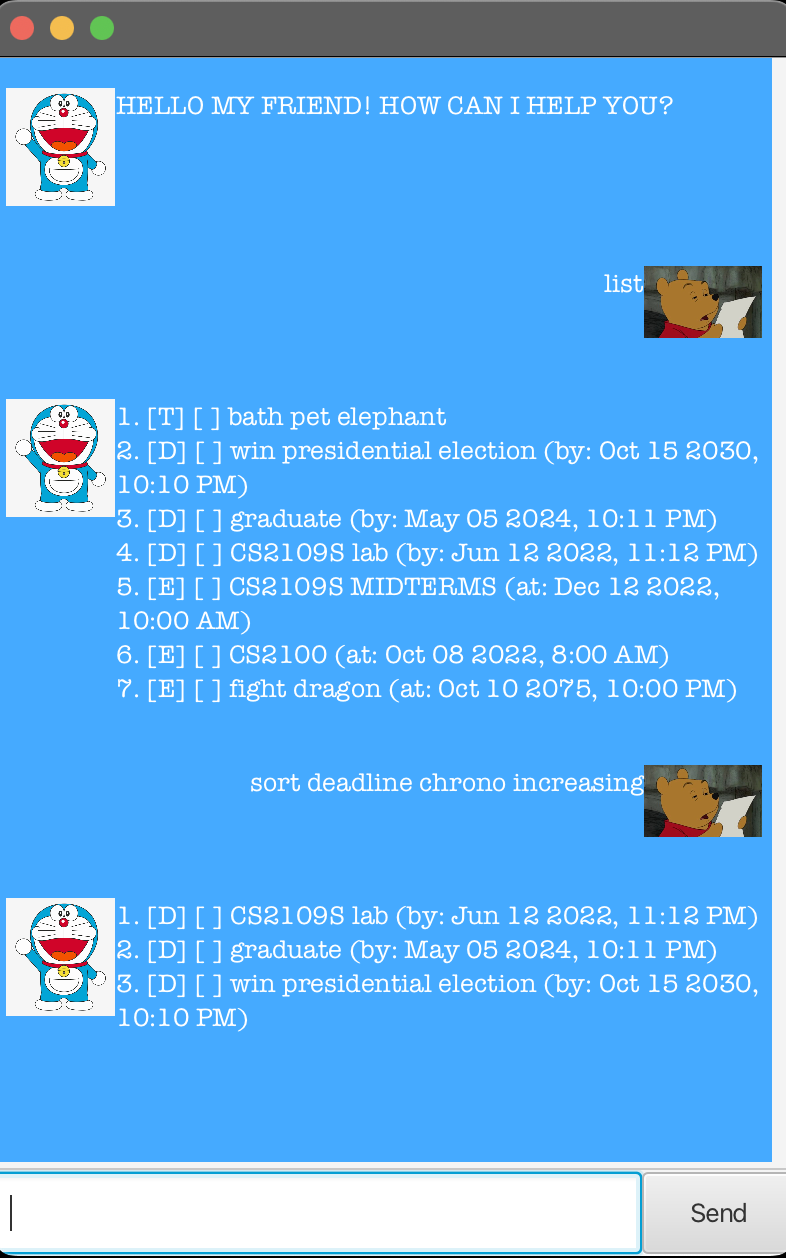 HELLO MY FRIEND! HOW CAN I HELP YOU?
list
1. [T] [ ] bath pet elephant
2. [D] [ ] win presidential election (by: Oct 15 2030,
10:10 PM)
3. [D] [ ] graduate (by: May 05 2024, 10:11 PM)
4. [D] [ ] CS2109S lab (by: Jun 12 2022, 11:12 PM)
5. [E] [ ] CS2109S MIDTERMS (at: Dec 12 2022,
10:00 AM)
6. [E] [ ] CS2100 (at: Oct 08 2022, 8:00 AM)
7. [E] [ ] fight dragon (at: Oct 10 2075, 10:00 PM)
sort deadline chrono increasing
1. [D] [ ] CS2109S lab (by: Jun 12 2022, 11:12 PM)
2. [D] [ ] graduate (by: May 05 2024, 10:11 PM)
3. [D] [ ] win presidential election (by: Oct 15 2030,
10:10 PM)
Send